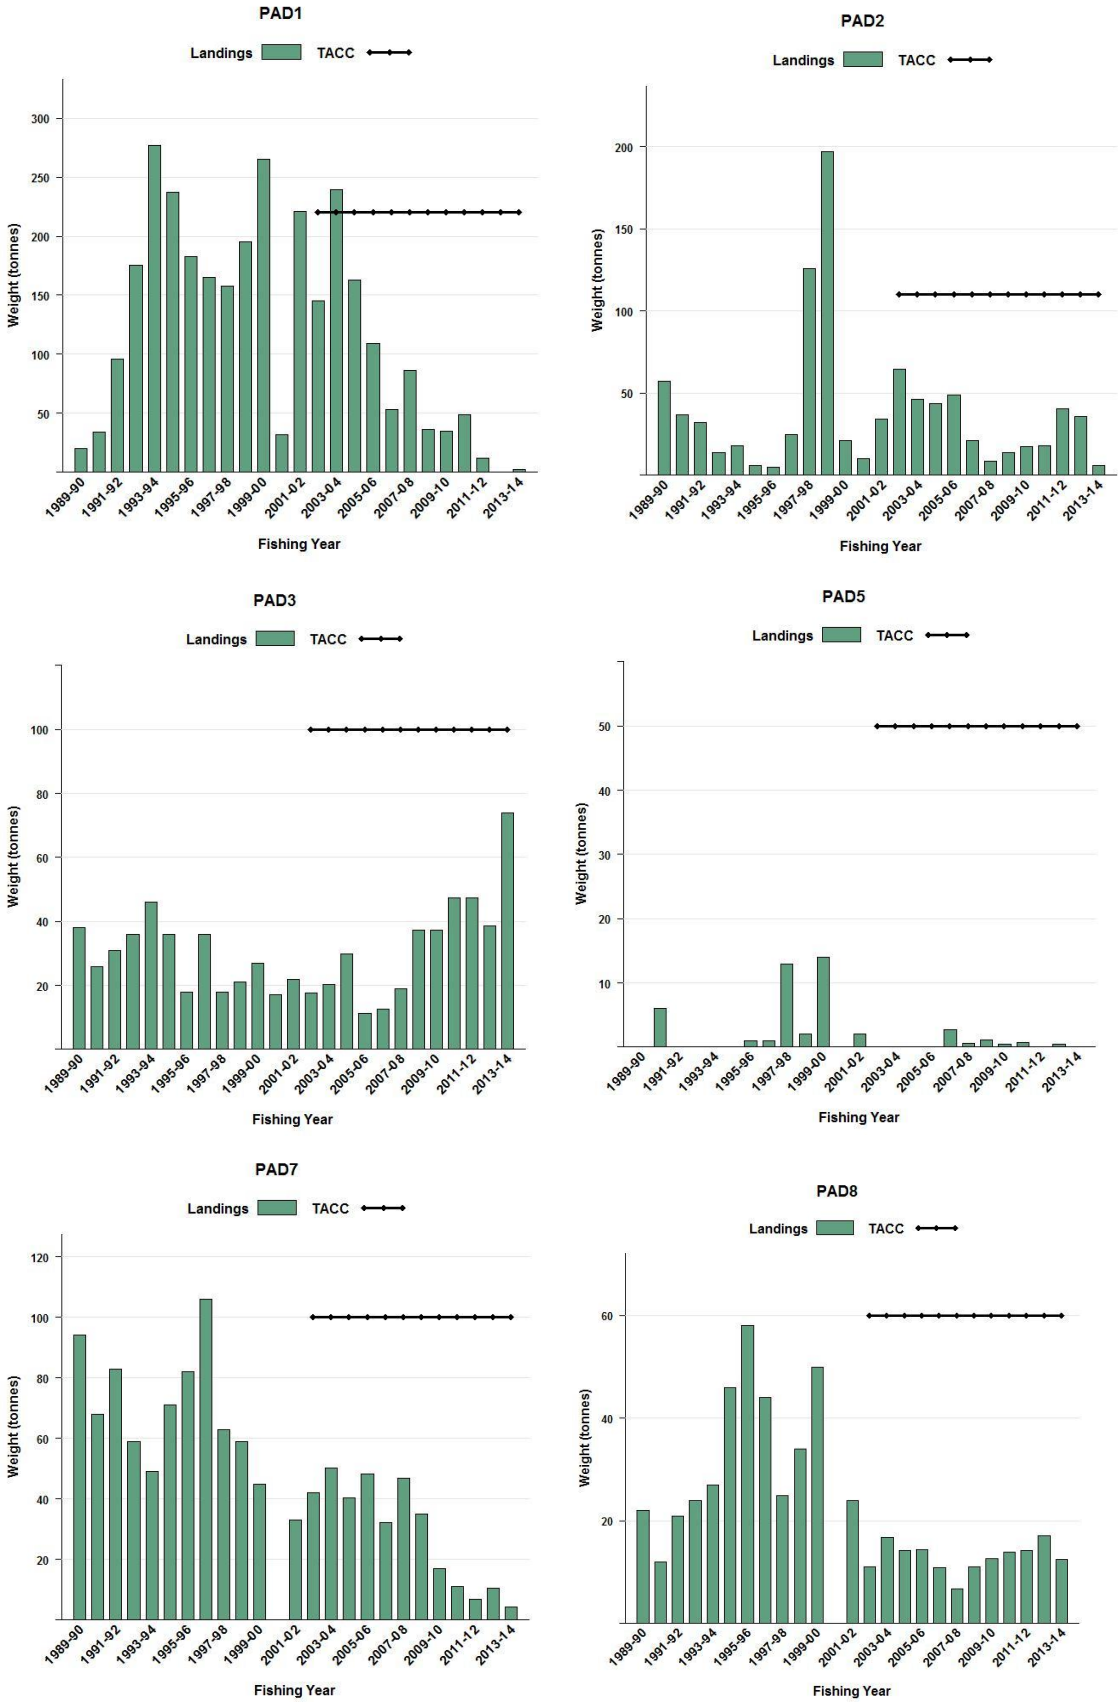 PAD1
Landings TACC
Weight (tonnes)
300
250
200
150
100
50
1989-90 1991-92 1993-94 1995-96 1997-98 1999-00 2001-02 2003-04 2005-06 2007-08 2009-10 2011-12 2013-14
Fishing Year
PAD2
Landings TACC
Weight (tonnes)
200
150
100
50
1989-90 1991-92 1993-94 1995-96 1997-98 1999-00 2001-02 2003-04 2005-06 2007-08 2009-10 2011-12 2013-14
Fishing Year
PAD3
Landings TACC
Weight (tonnes)
100
80
60
40
20
1989-90 1991-92 1993-94 1995-96 1997-98 1999-00 2001-02 2003-04 2005-06 2007-08 2009-10 2011-12 2013-14
Fishing Year
PAD5
Landings TACC
Weight (tonnes)
50
40
30
20
10
1989-90 1991-92 1993-94 1995-96 1997-98 1999-00 2001-02 2003-04 2005-06 2007-08 2009-10 2011-12 2013-14
Fishing Year
PAD7
Landings TACC
Weight (tonnes)
120
100
80
60
40
20
1989-90 1991-92 1993-94 1995-96 1997-98 1999-00 2001-02 2003-04 2005-06 2007-08 2009-10 2011-12 2013-14
Fishing Year
PAD8
Landings TACC
Weight (tonnes)
60
40
20
1989-90 1991-92 1993-94 1995-96 1997-98 1999-00 2001-02 2003-04 2005-06 2007-08 2009-10 2011-12 2013-14
Fishing Year